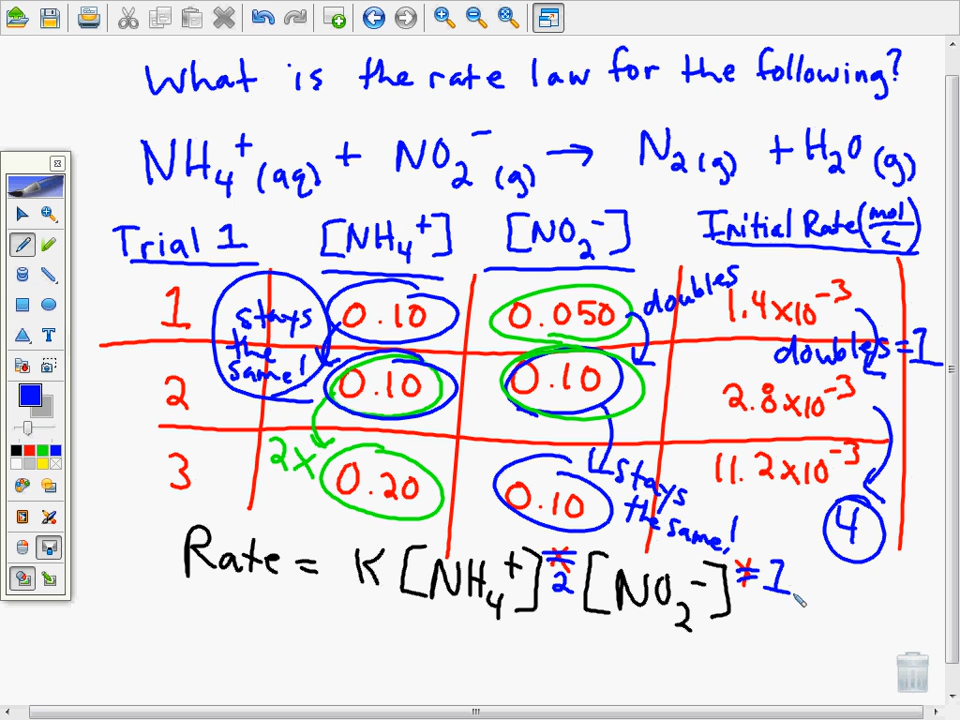 What is the rate law for the following?
NH₄⁺(aq) + NO₂⁻(g) → N₂(g) + H₂O(g)
Trial 1 [NH₄⁺] [NO₂⁻] Initial Rate (mol/L)
1 0.10 0.050 1.4x10⁻³
stays the same!
doubles
doubles = 1
2 0.10 0.10 2.8x10⁻³
3 2x 0.20 0.10 11.2x10⁻³
stays the same!
4
Rate = K[NH₄⁺]ˣ⁼²[NO₂⁻]ˣ⁼¹
T